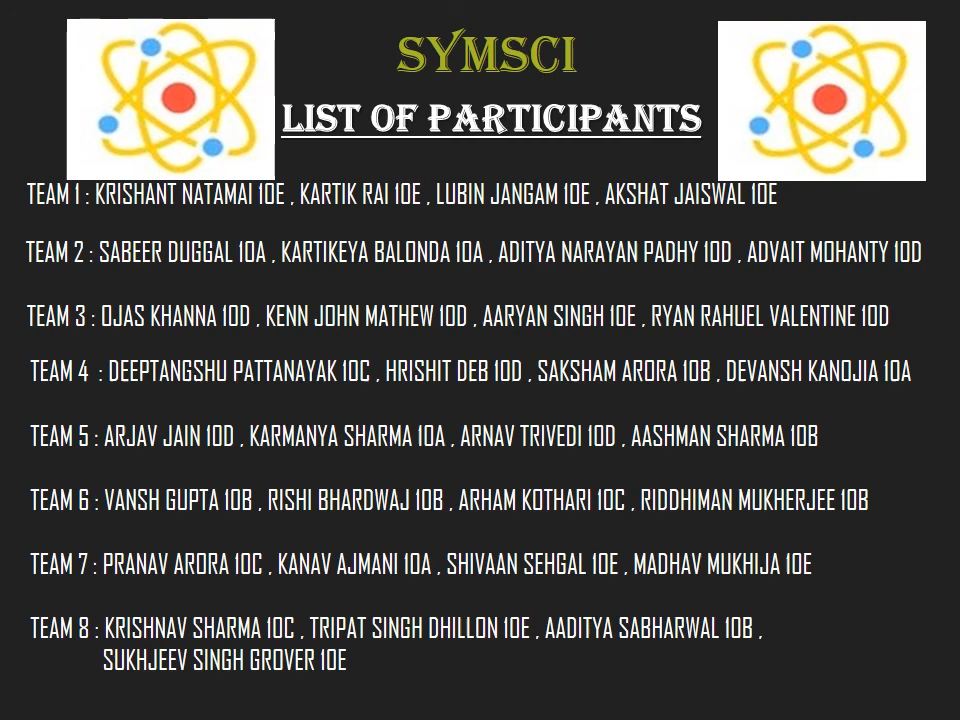 SYMSCI
LIST OF PARTICIPANTS
TEAM 1 : KRISHANT NATAMAI 10E , KARTIK RAI 10E , LUBIN JANGAM 10E , AKSHAT JAISWAL 10E
TEAM 2 : SABEER DUGGAL 10A , KARTIKEYA BALONDA 10A , ADITYA NARAYAN PADHY 10D , ADVAIT MOHANTY 10D
TEAM 3 : OJAS KHANNA 10D , KENN JOHN MATHEW 10D , AARYAN SINGH 10E , RYAN RAHUEL VALENTINE 10D
TEAM 4  : DEEPTANGSHU PATTANAYAK 10C , HRISHIT DEB 10D , SAKSHAM ARORA 10B , DEVANSH KANOJIA 10A
TEAM 5 : ARJAV JAIN 10D , KARMANYA SHARMA 10A , ARNAV TRIVEDI 10D , AASHMAN SHARMA 10B
TEAM 6 : VANSH GUPTA 10B , RISHI BHARDWAJ 10B , ARHAM KOTHARI 10C , RIDDHIMAN MUKHERJEE 10B
TEAM 7 : PRANAV ARORA 10C , KANAV AJMANI 10A , SHIVAAN SEHGAL 10E , MADHAV MUKHIJA 10E
TEAM 8 : KRISHNAV SHARMA 10C , TRIPAT SINGH DHILLON 10E , AADITYA SABHARWAL 10B ,
SUKHJEEV SINGH GROVER 10E